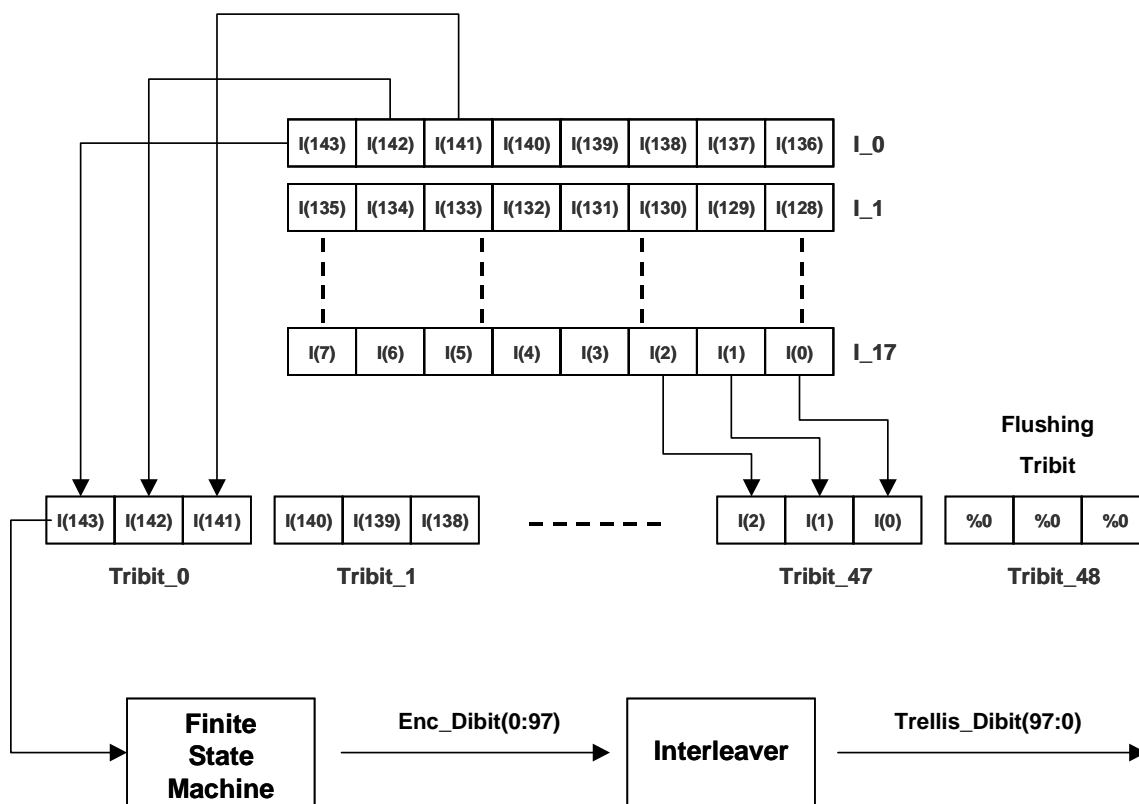 I(143) I(142) I(141) I(140) I(139) I(138) I(137) I(136) I_0
I(135) I(134) I(133) I(132) I(131) I(130) I(129) I(128) I_1
I(7) I(6) I(5) I(4) I(3) I(2) I(1) I(0) I_17
Flushing
Tribit
I(143) I(142) I(141) I(140) I(139) I(138) I(2) I(1) I(0) %0 %0 %0
Tribit_0 Tribit_1 Tribit_47 Tribit_48
Finite
State
Machine
Enc_Dibit(0:97)
Interleaver
Trellis_Dibit(97:0)